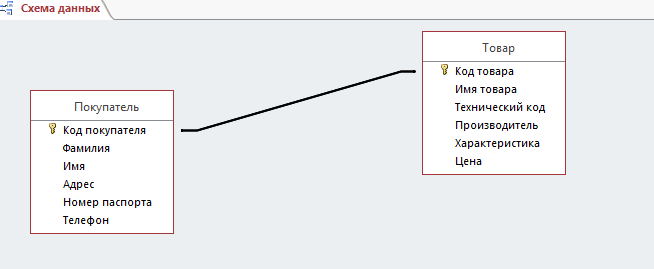 Схема данных
Покупатель
Код покупателя
Фамилия
Имя
Адрес
Номер паспорта
Телефон
Товар
Код товара
Имя товара
Технический код
Производитель
Характеристика
Цена